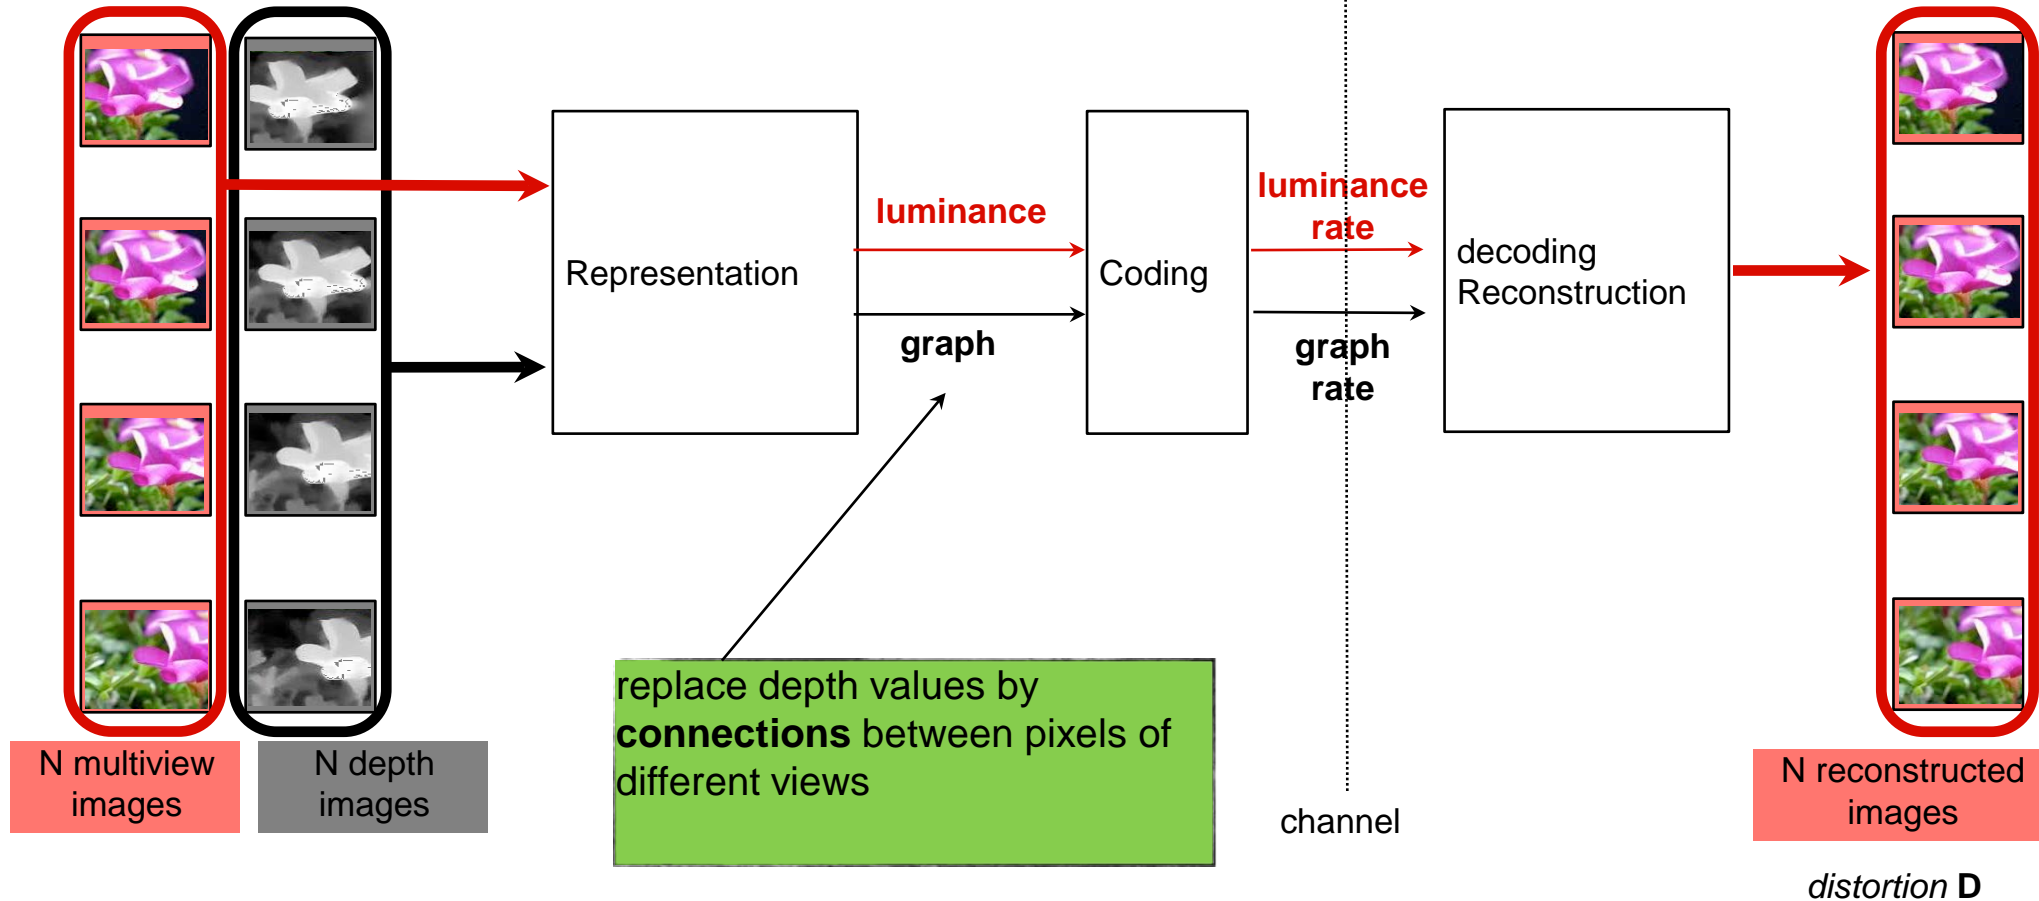 luminance
graph
luminance
rate
graph
rate
Representation
Coding
decoding
Reconstruction
replace depth values by
connections between pixels of
different views
channel
N multiview
images
N depth
images
N reconstructed
images
distortion D